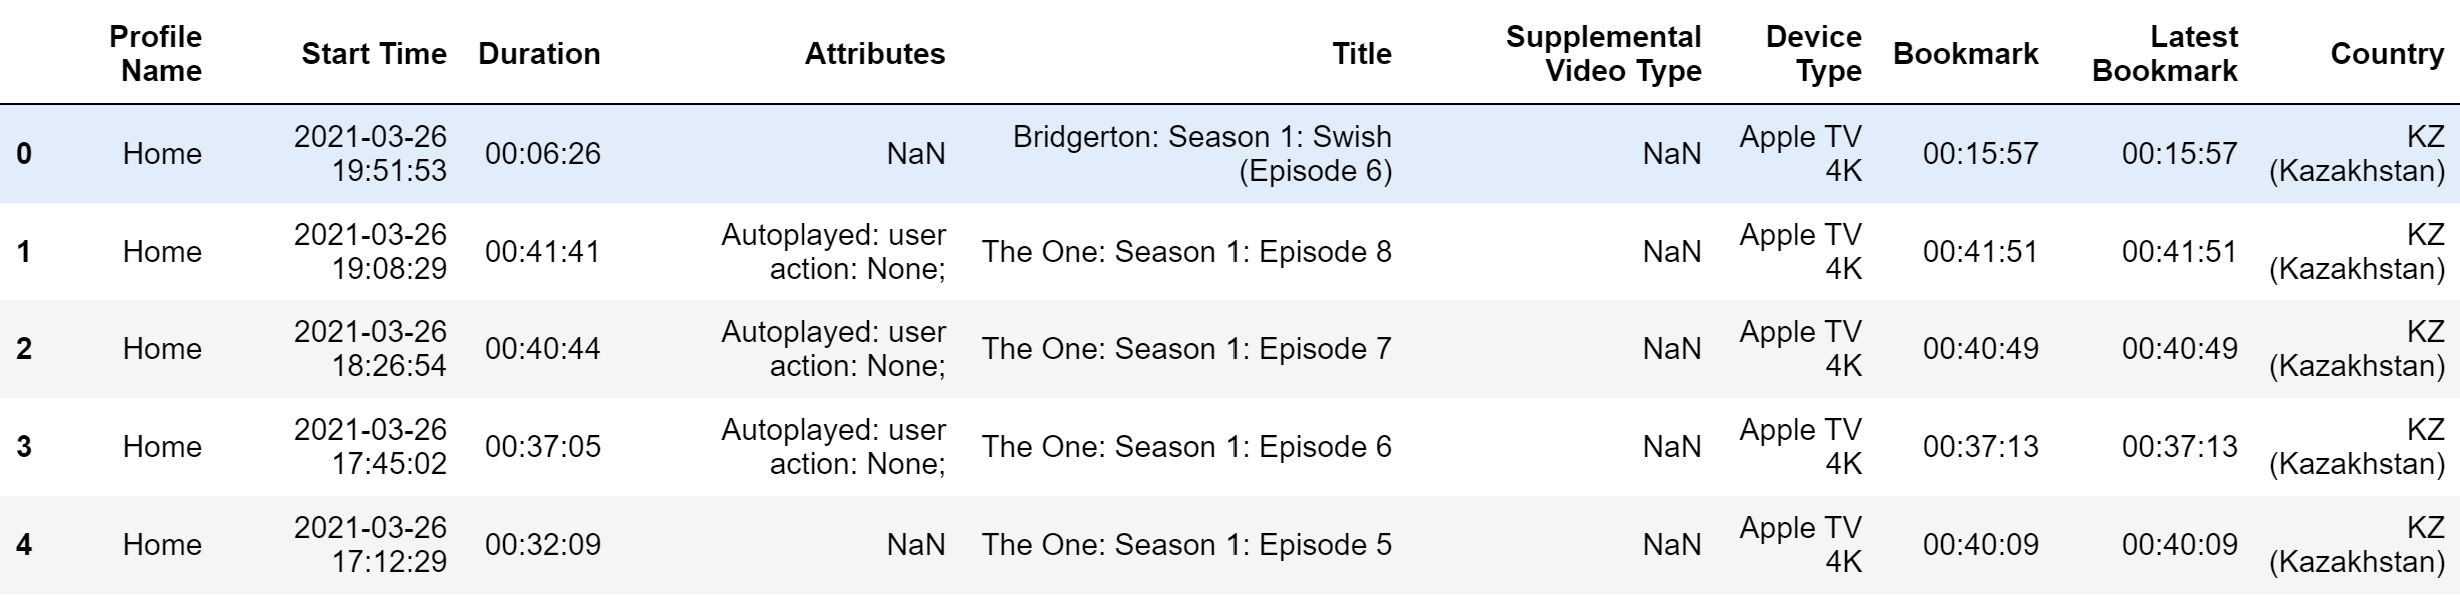 Profile Name Start Time Duration Attributes Title Supplemental Video Type Device Type Bookmark Latest Bookmark Country
0 Home 2021-03-26 19:51:53 00:06:26 NaN Bridgerton: Season 1: Swish (Episode 6) NaN Apple TV 4K 00:15:57 00:15:57 KZ (Kazakhstan)
1 Home 2021-03-26 19:08:29 00:41:41 Autoplayed: user action: None; The One: Season 1: Episode 8 NaN Apple TV 4K 00:41:51 00:41:51 KZ (Kazakhstan)
2 Home 2021-03-26 18:26:54 00:40:44 Autoplayed: user action: None; The One: Season 1: Episode 7 NaN Apple TV 4K 00:40:49 00:40:49 KZ (Kazakhstan)
3 Home 2021-03-26 17:45:02 00:37:05 Autoplayed: user action: None; The One: Season 1: Episode 6 NaN Apple TV 4K 00:37:13 00:37:13 KZ (Kazakhstan)
4 Home 2021-03-26 17:12:29 00:32:09 NaN The One: Season 1: Episode 5 NaN Apple TV 4K 00:40:09 00:40:09 KZ (Kazakhstan)